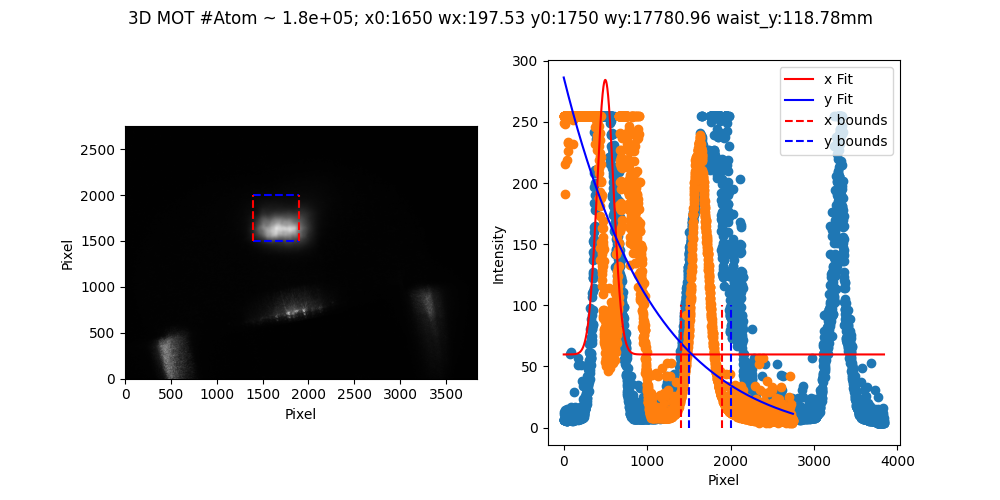 3D MOT #Atom ~ 1.8e+05; x0:1650 wx:197.53 y0:1750 wy:17780.96 waist_y:118.78mm
Pixel
2500
2000
1500
1000
500
0
0 500 1000 1500 2000 2500 3000 3500
Pixel
Intensity
300
250
200
150
100
50
0
0 1000 2000 3000 4000
Pixel
x Fit
y Fit
x bounds
y bounds